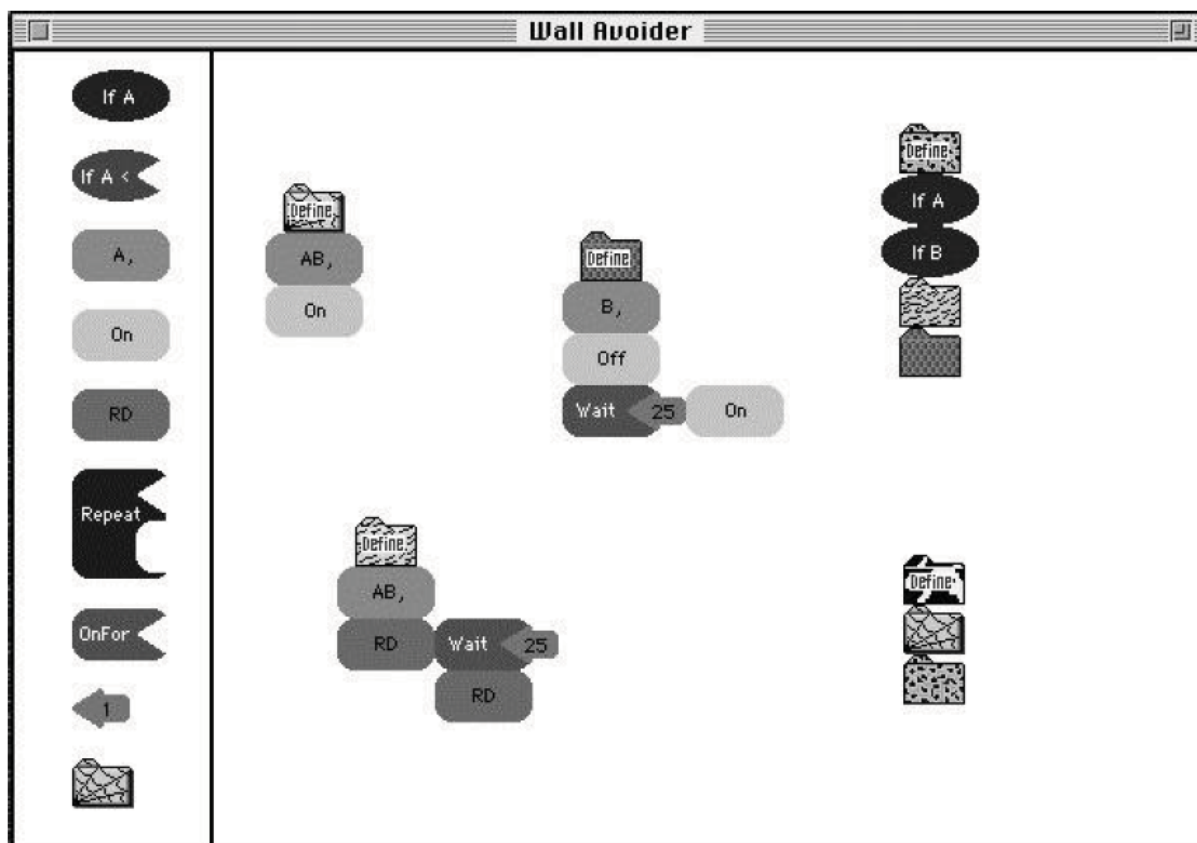 Wall Avoider
If A
If A <
A,
On
RD
Repeat
OnFor
1
Define
AB,
On
Define
B,
Off
Wait 25 On
Define
If A
If B
Define
AB,
RD Wait 25
RD
Define